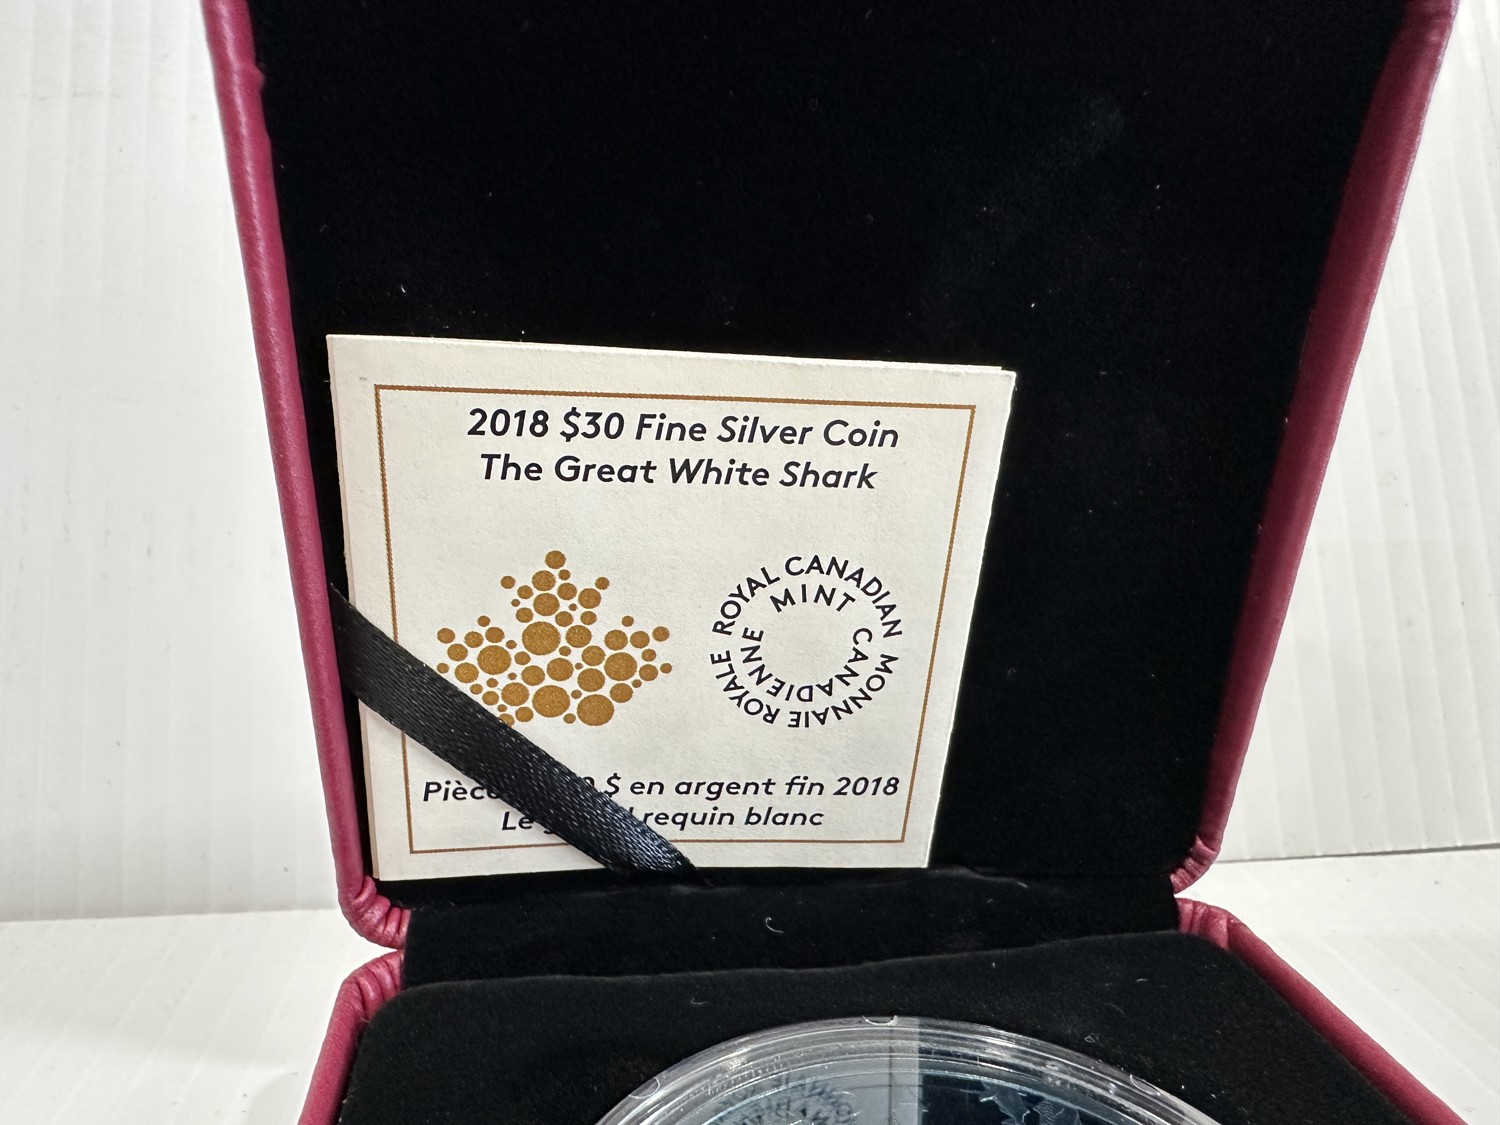 2018 $30 Fine Silver Coin
The Great White Shark
ROYAL CANADIAN MINT
MONNAIE ROYALE CANADIENNE
$ en argent fin 2018
Le requin blanc